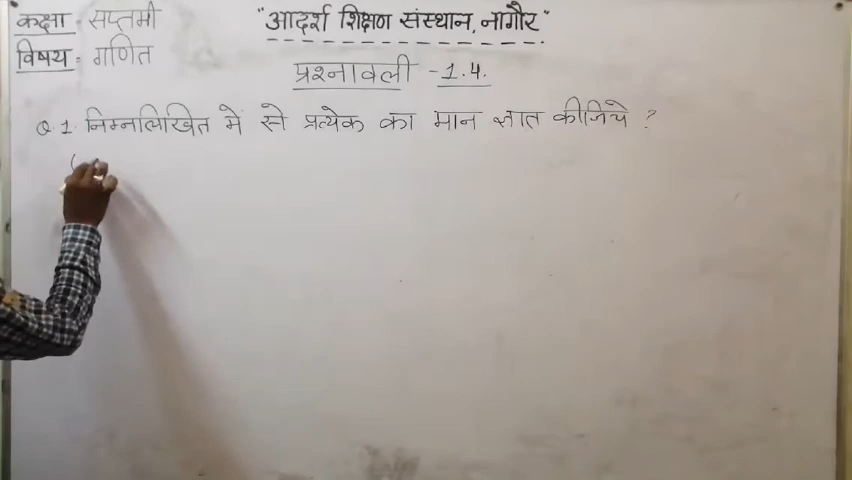 कक्षा - सप्तमी
"आदर्श शिक्षण संस्थान, नागौर"
विषय - गणित
प्रश्नावली - 1.4.
Q.1. निम्नलिखित में से प्रत्येक का मान ज्ञात कीजिये ?
(